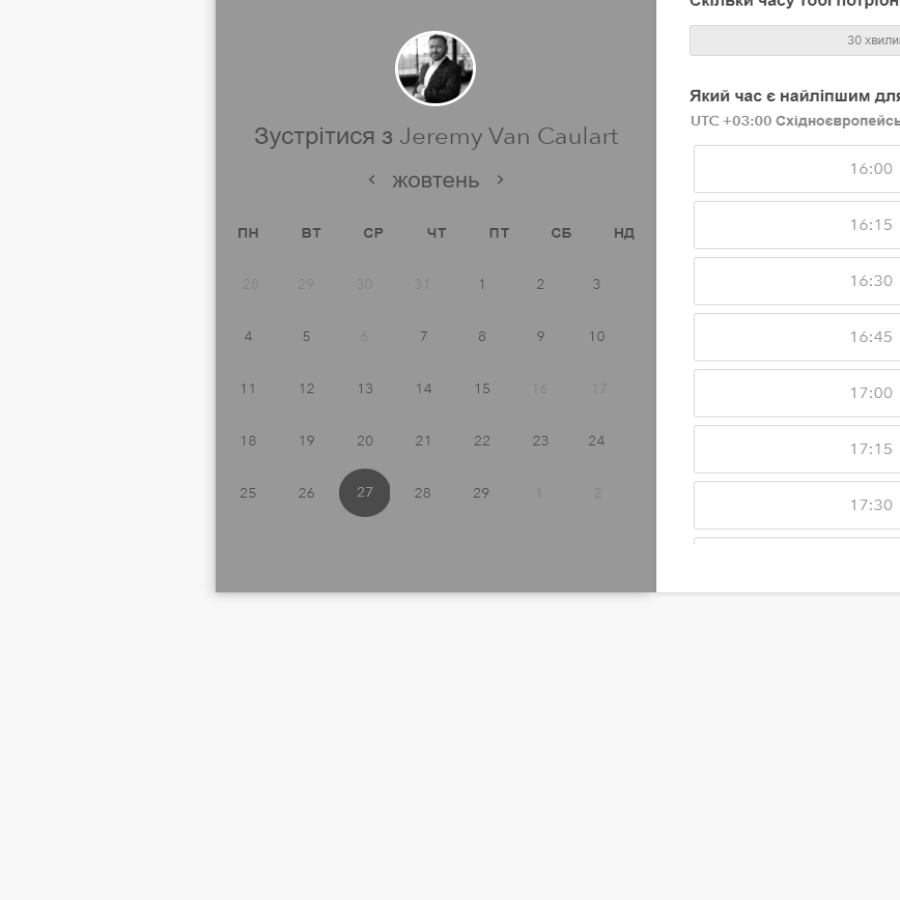 Зустрітися з Jeremy Van Caulart
жовтень
ПН ВТ СР ЧТ ПТ СБ НД
28 29 30 31 1 2 3
4 5 6 7 8 9 10
11 12 13 14 15 16 17
18 19 20 21 22 23 24
25 26 27 28 29 1 2
Скільки часу тобі
30 хвили
Який час є найліпшим для
UTC +03:00 Східноєвропейсь
16:00
16:15
16:30
16:45
17:00
17:15
17:30